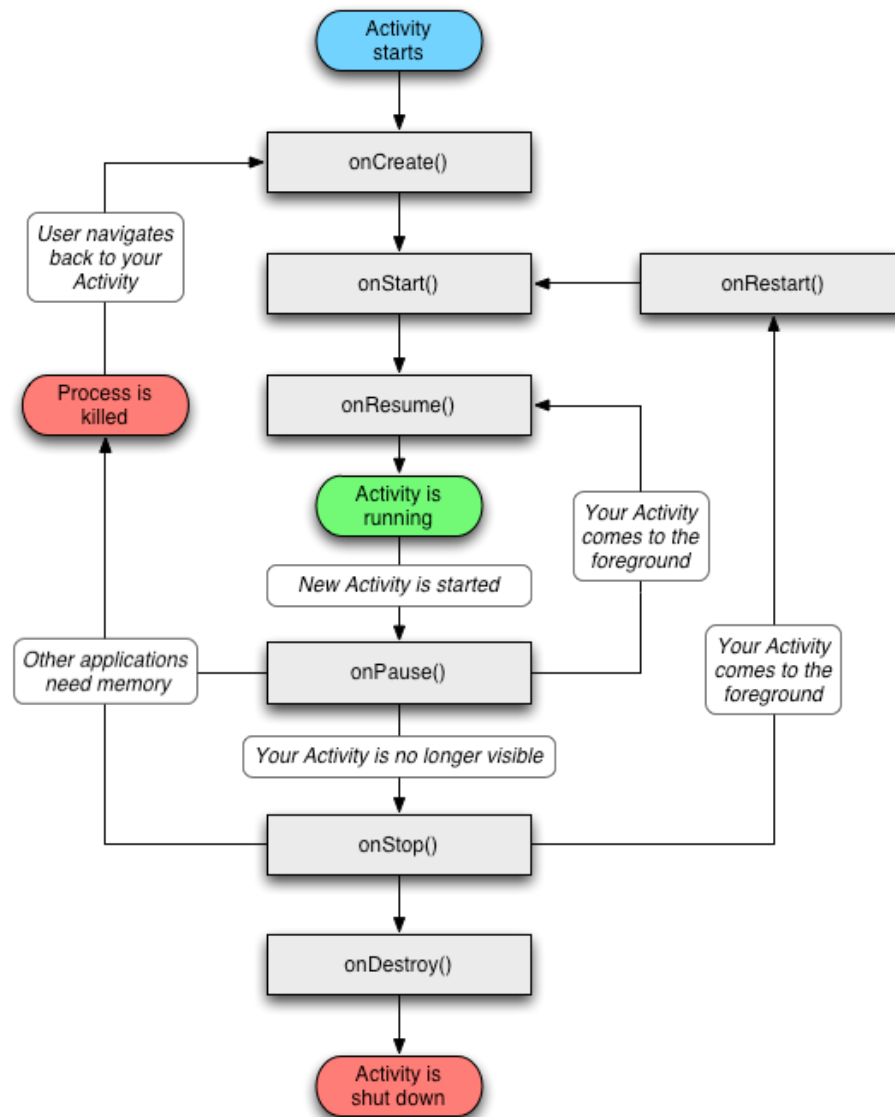 Activity
starts
onCreate()
User navigates
back to your
Activity
onStart()
onRestart()
Process is
killed
onResume()
Activity is
running
Your Activity
comes to the
foreground
New Activity is started
Other applications
need memory
onPause()
Your Activity
comes to the
foreground
Your Activity is no longer visible
onStop()
onDestroy()
Activity is
shut down